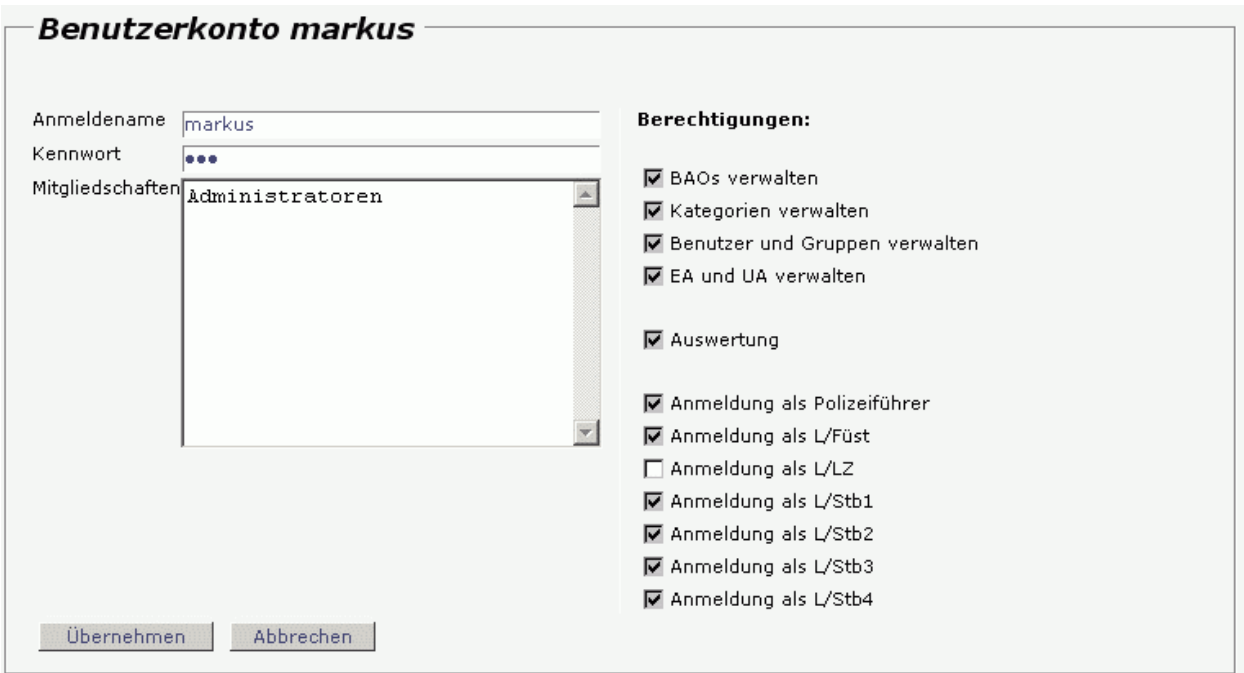 Benutzerkonto markus
Anmeldename markus
Kennwort •••
Mitgliedschaften Administratoren
Berechtigungen:
BAOs verwalten
Kategorien verwalten
Benutzer und Gruppen verwalten
EA und UA verwalten
Auswertung
Anmeldung als Polizeiführer
Anmeldung als L/Füst
Anmeldung als L/LZ
Anmeldung als L/Stb1
Anmeldung als L/Stb2
Anmeldung als L/Stb3
Anmeldung als L/Stb4
Übernehmen Abbrechen